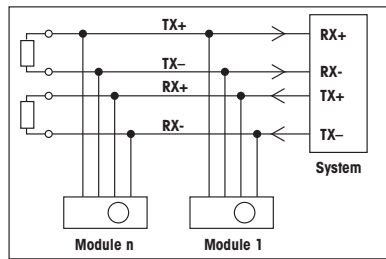 TX+
RX+
TX–
RX-
RX+
TX+
RX-
TX–
System
Module n
Module 1